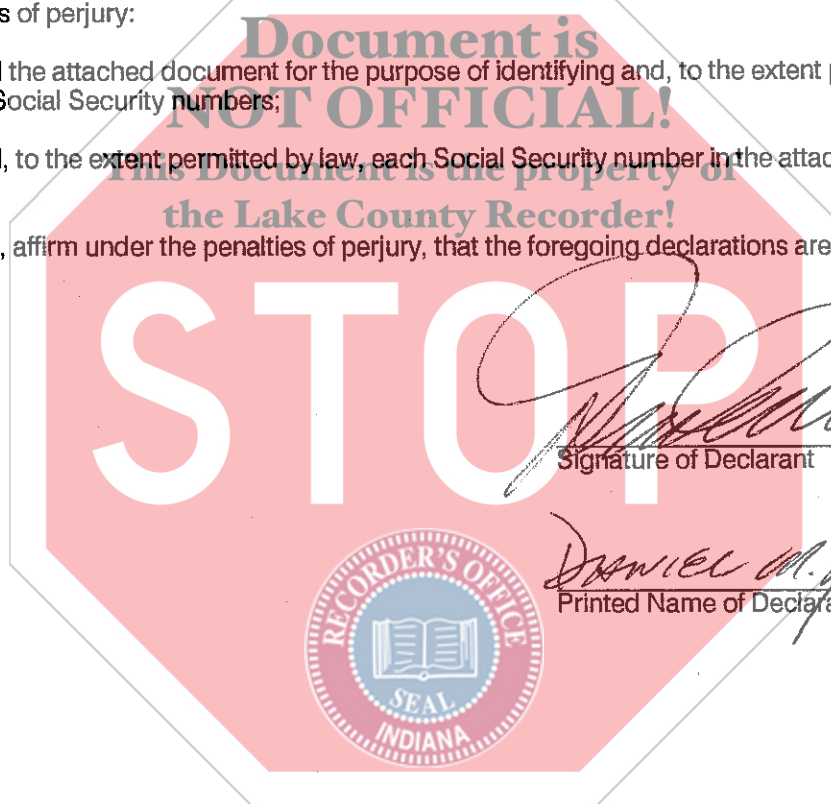 s of perjury:
Document is
the attached document for the purpose of identifying and, to the extent
NOT OFFICIAL!
Social Security numbers;
, to the extent permitted by law, each Social Security number in the attac
This Document is the property of
the Lake County Recorder!
, affirm under the penalties of perjury, that the foregoing declarations are
STOP
Signature of Declarant
DANIEL M.
Printed Name of Declara
RECORDER'S OFFICE
SEAL
INDIANA